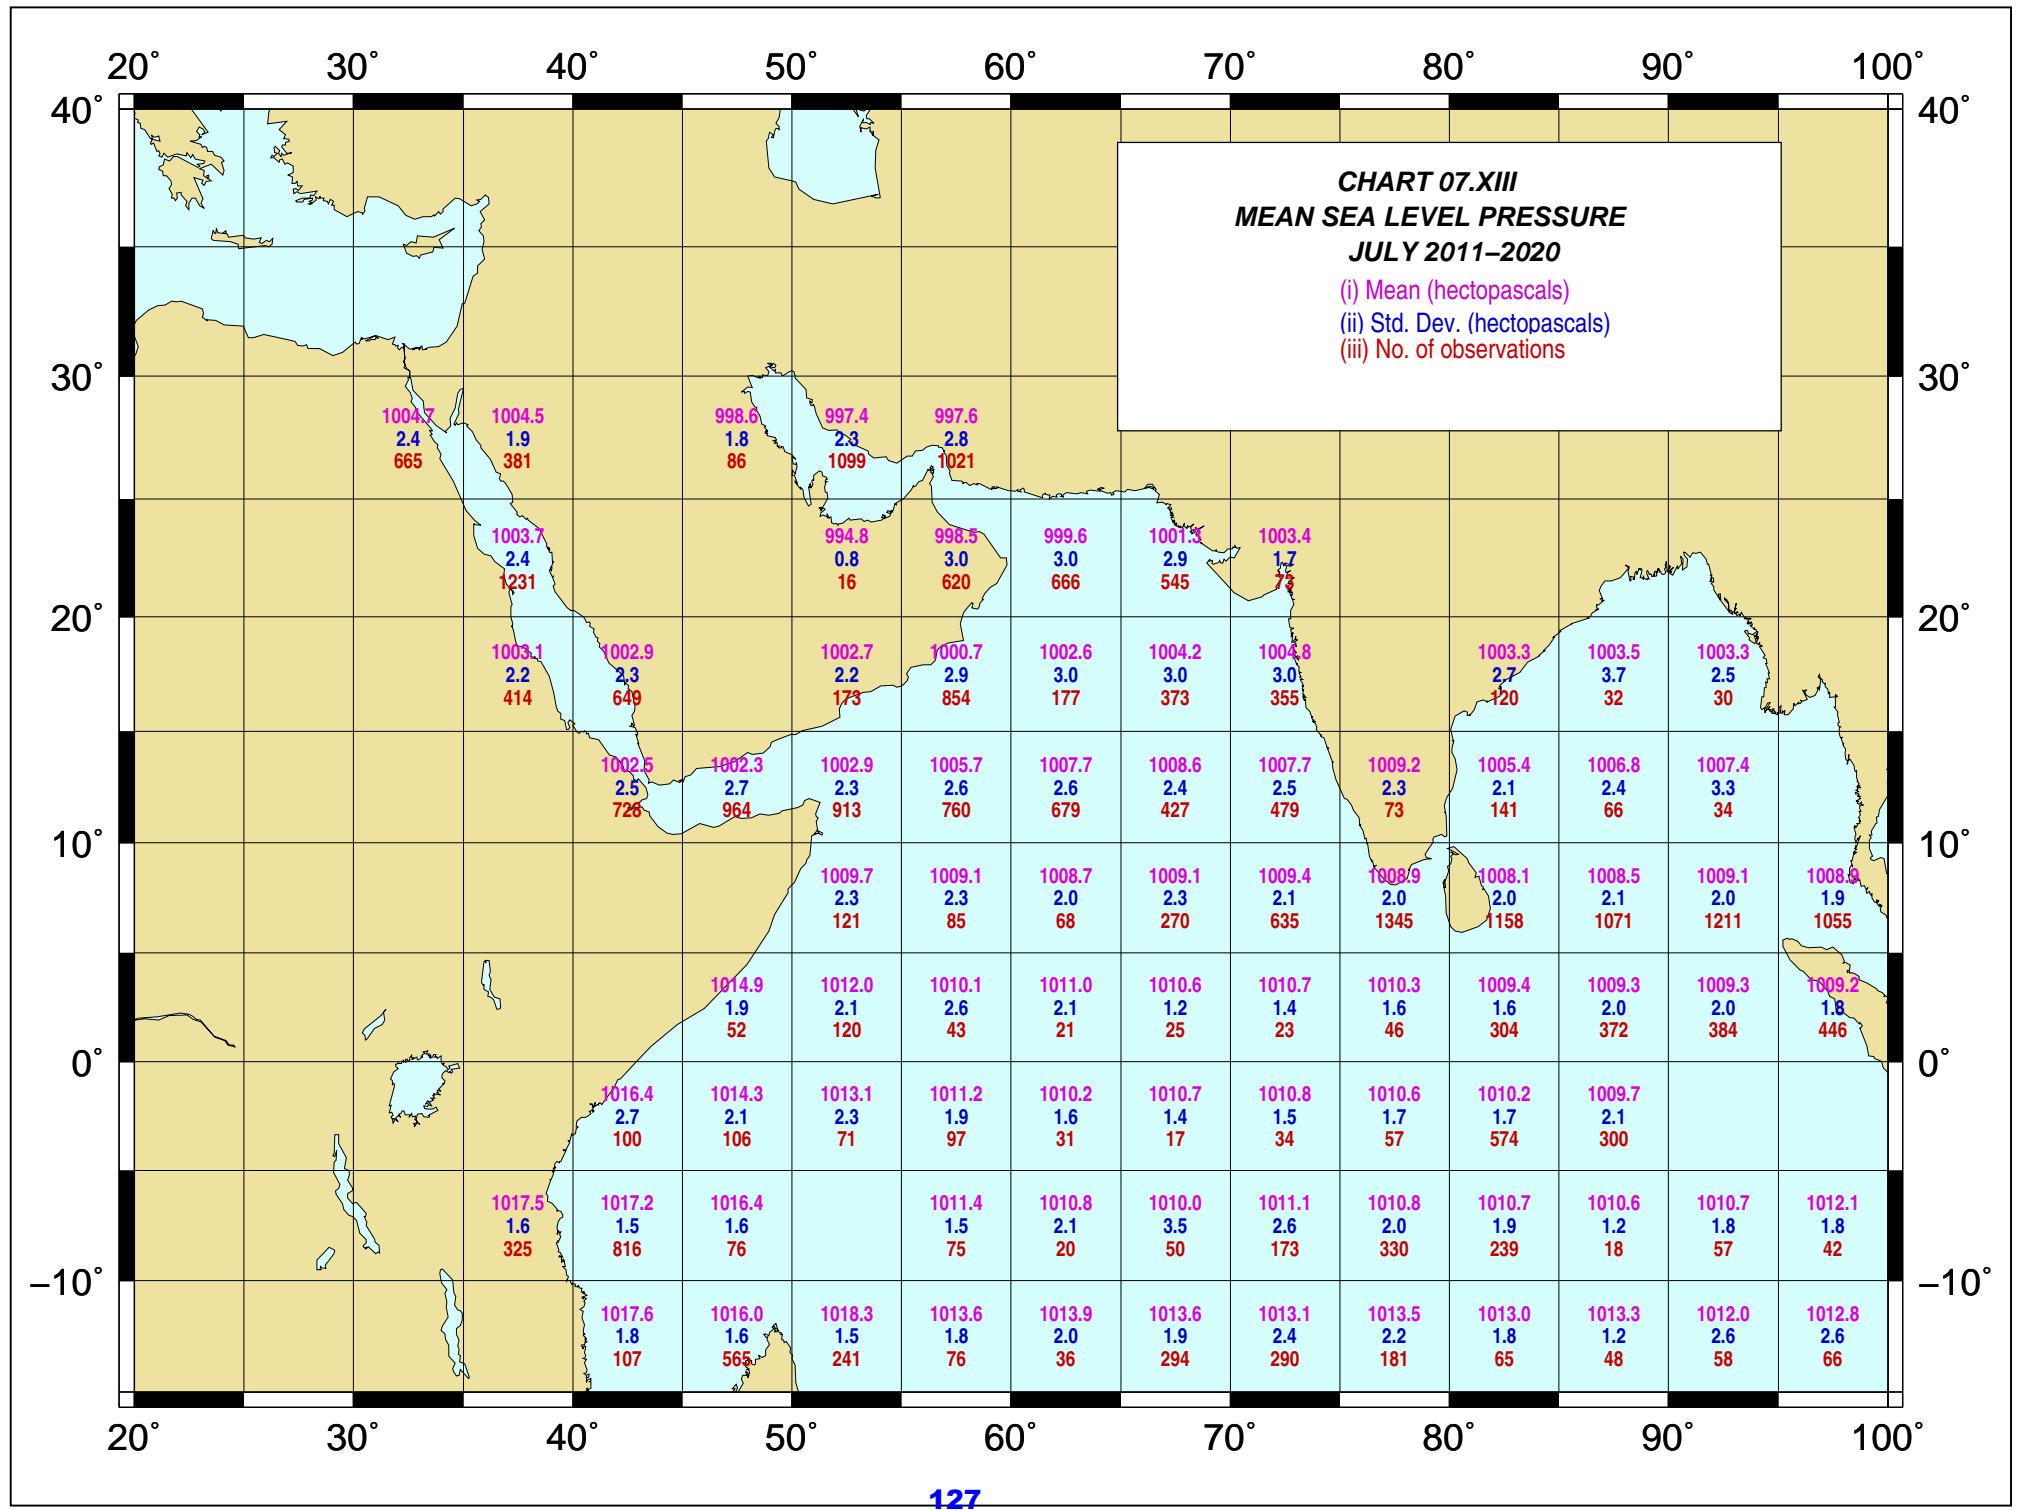 20° 30° 40° 50° 60° 70° 80° 90° 100°
40° 40°
CHART 07.XIII
MEAN SEA LEVEL PRESSURE
JULY 2011–2020
(i) Mean (hectopascals)
(ii) Std. Dev. (hectopascals)
(iii) No. of observations
30° 30°
1004.7 1004.5 998.6 997.4 997.6
2.4 1.9 1.8 2.3 2.8
665 381 86 1099 1021
1003.7 994.8 998.5 999.6 1001.3 1003.4
2.4 0.8 3.0 3.0 2.9 1.7
1231 16 620 666 545 73
20° 20°
1003.1 1002.9 1002.7 1000.7 1002.6 1004.2 1004.8 1003.3 1003.5 1003.3
2.2 2.3 2.2 2.9 3.0 3.0 3.0 2.7 3.7 2.5
414 649 173 854 177 373 355 120 32 30
1002.5 1002.3 1002.9 1005.7 1007.7 1008.6 1007.7 1009.2 1005.4 1006.8 1007.4
2.5 2.7 2.3 2.6 2.6 2.4 2.5 2.3 2.1 2.4 3.3
728 964 913 760 679 427 479 73 141 66 34
10° 10°
1009.7 1009.1 1008.7 1009.1 1009.4 1008.9 1008.1 1008.5 1009.1 1008.9
2.3 2.3 2.0 2.3 2.1 2.0 2.0 2.1 2.0 1.9
121 85 68 270 635 1345 1158 1071 1211 1055
1014.9 1012.0 1010.1 1011.0 1010.6 1010.7 1010.3 1009.4 1009.3 1009.3 1009.2
1.9 2.1 2.6 2.1 1.2 1.4 1.6 1.6 2.0 2.0 1.8
52 120 43 21 25 23 46 304 372 384 446
0° 0°
1016.4 1014.3 1013.1 1011.2 1010.2 1010.7 1010.8 1010.6 1010.2 1009.7
2.7 2.1 2.3 1.9 1.6 1.4 1.5 1.7 1.7 2.1
100 106 71 97 31 17 34 57 574 300
1017.5 1017.2 1016.4 1011.4 1010.8 1010.0 1011.1 1010.8 1010.7 1010.6 1010.7 1012.1
1.6 1.5 1.6 1.5 2.1 3.5 2.6 2.0 1.9 1.2 1.8 1.8
325 816 76 75 20 50 173 330 239 18 57 42
−10° −10°
1017.6 1016.0 1018.3 1013.6 1013.9 1013.6 1013.1 1013.5 1013.0 1013.3 1012.0 1012.8
1.8 1.6 1.5 1.8 2.0 1.9 2.4 2.2 1.8 1.2 2.6 2.6
107 565 241 76 36 294 290 181 65 48 58 66
20° 30° 40° 50° 60° 70° 80° 90° 100°
127